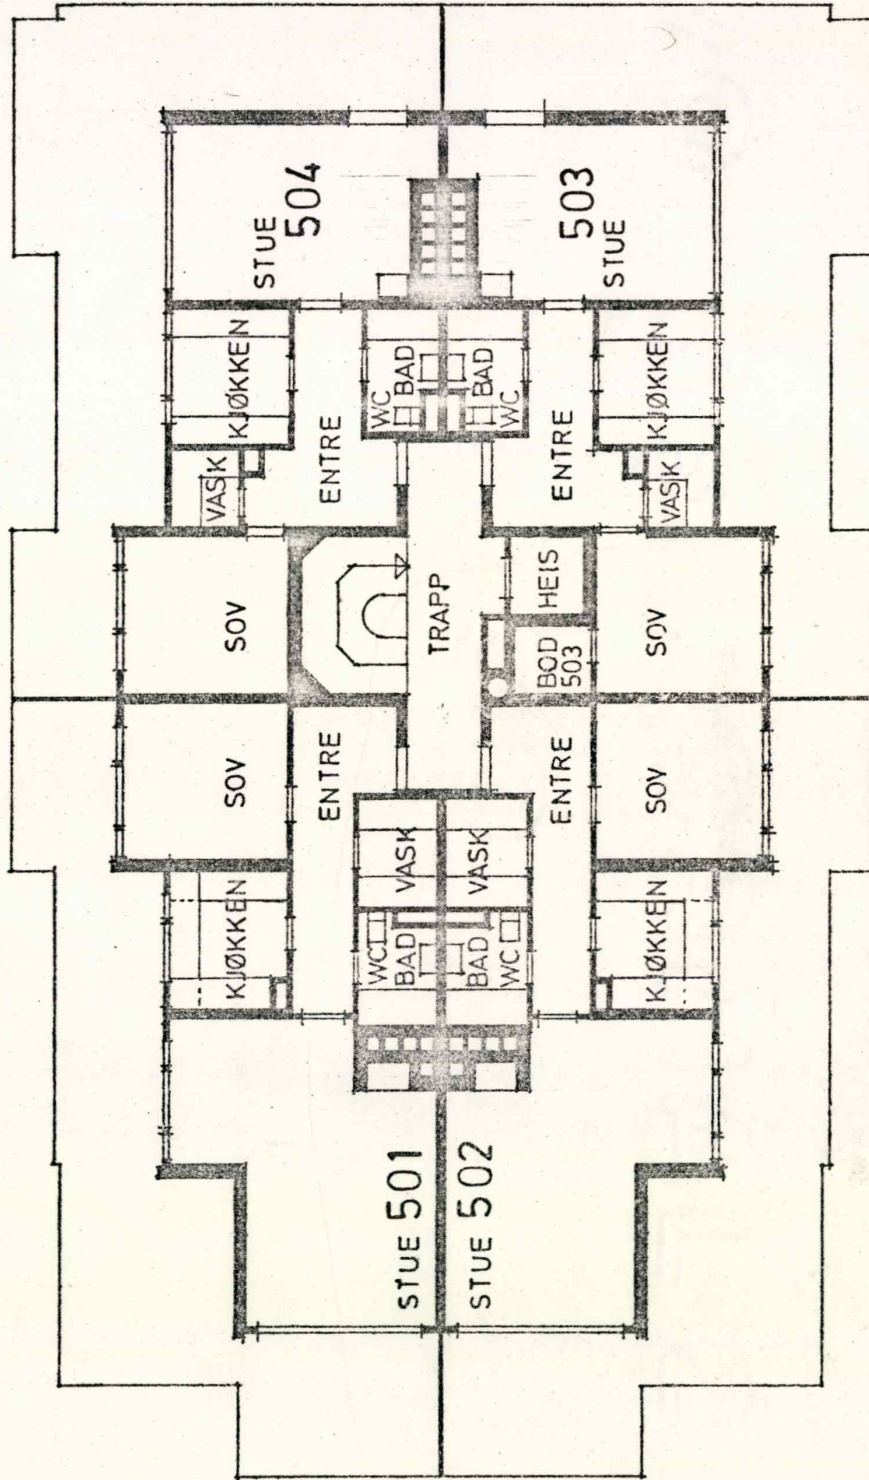 STUE
504
503
STUE
KJØKKEN
WC
BAD
BAD
WC
KJØKKEN
VASK
ENTRE
ENTRE
VASK
SOV
TRAPP
HEIS
SOV
BOD
503
SOV
ENTRE
ENTRE
SOV
VASK
VASK
KJØKKEN
WC
BAD
BAD
WC
KJØKKEN
STUE 501
STUE 502